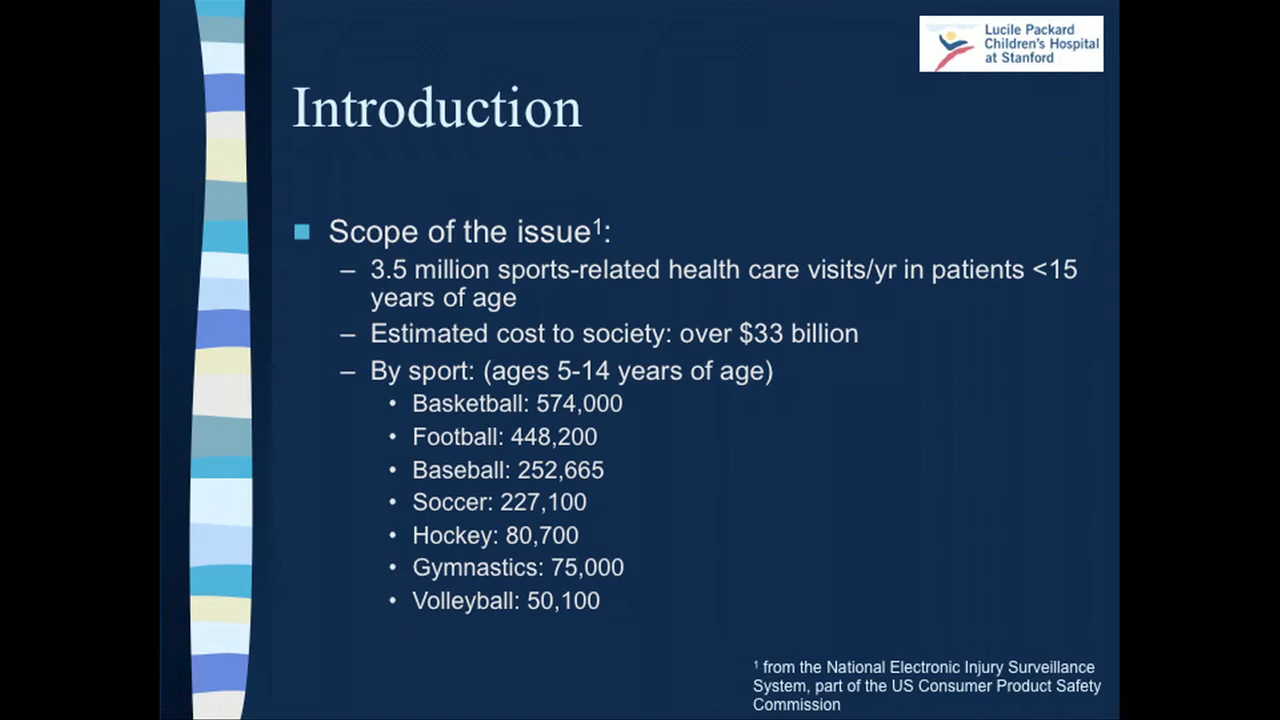 Lucile Packard
Children's Hospital
at Stanford
Introduction
Scope of the issue¹:
– 3.5 million sports-related health care visits/yr in patients <15
years of age
– Estimated cost to society: over $33 billion
– By sport: (ages 5-14 years of age)
• Basketball: 574,000
• Football: 448,200
• Baseball: 252,665
• Soccer: 227,100
• Hockey: 80,700
• Gymnastics: 75,000
• Volleyball: 50,100
¹ from the National Electronic Injury Surveillance
System, part of the US Consumer Product Safety
Commission